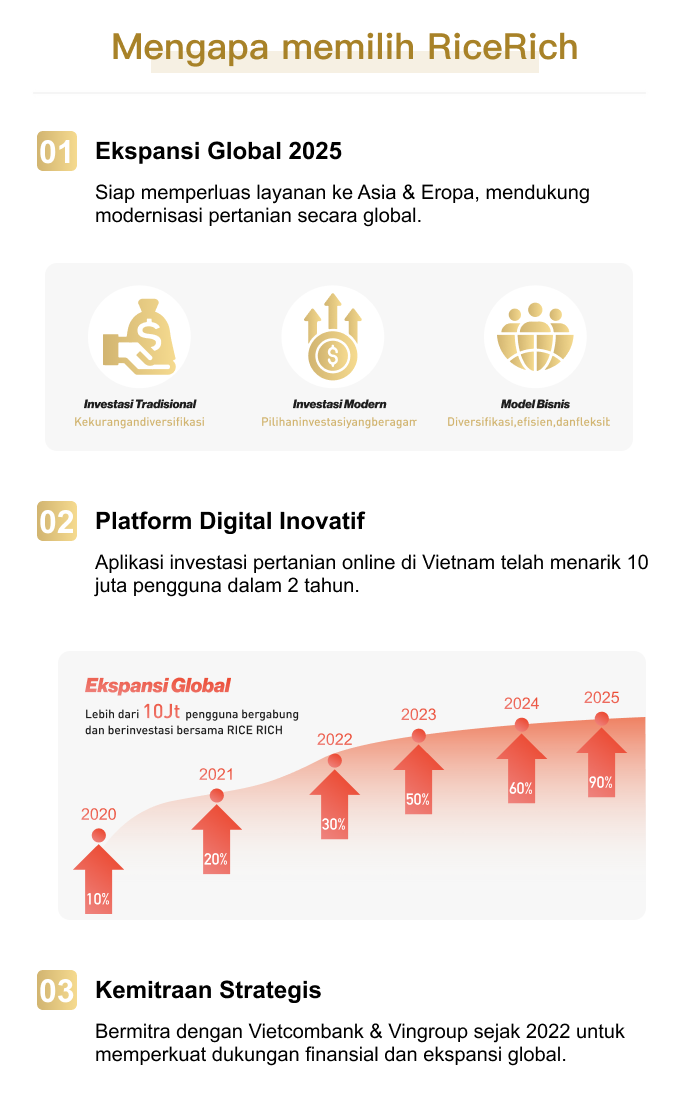 Mengapa memilih RiceRich
01
Ekspansi Global 2025
Siap memperluas layanan ke Asia & Eropa, mendukung
modernisasi pertanian secara global.
Investasi Tradisional
Kekurangandiversifikasi
Investasi Modern
Pilihaninvestasiyangberagam
Model Bisnis
Diversifikasi,efisien,danfleksib
02
Platform Digital Inovatif
Aplikasi investasi pertanian online di Vietnam telah menarik 10
juta pengguna dalam 2 tahun.
Ekspansi Global
Lebih dari 10Jt pengguna bergabung
dan berinvestasi bersama RICE RICH
2020
10%
2021
20%
2022
30%
2023
50%
2024
60%
2025
90%
03
Kemitraan Strategis
Bermitra dengan Vietcombank & Vingroup sejak 2022 untuk
memperkuat dukungan finansial dan ekspansi global.